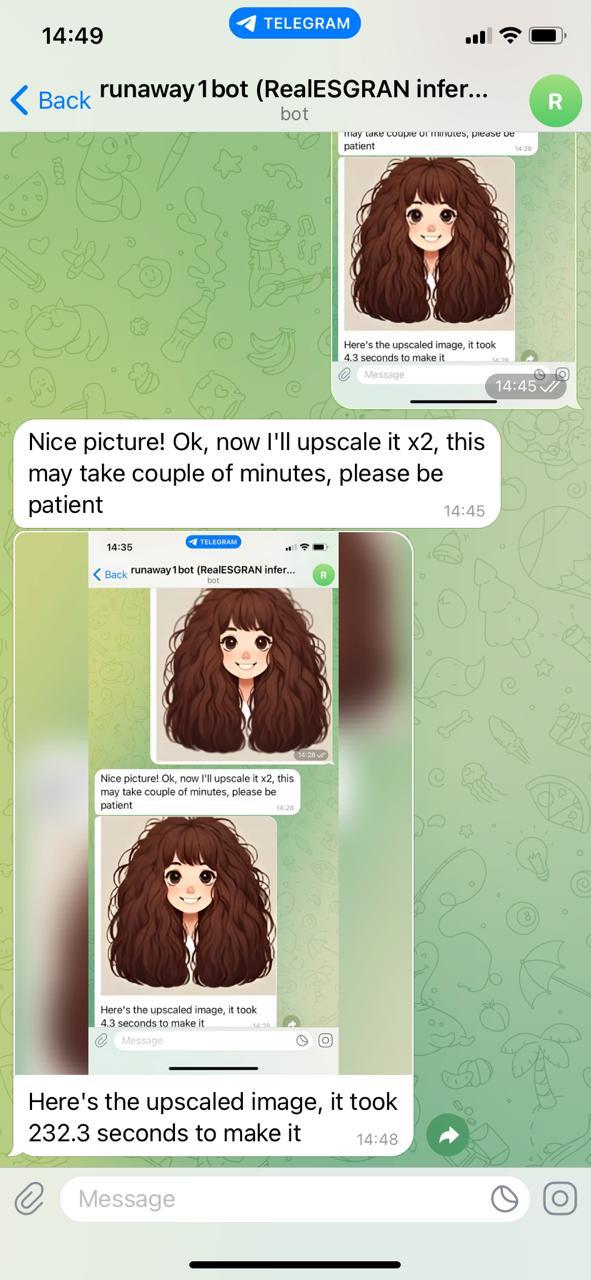 14:49
TELEGRAM
Back
runaway1bot (RealESGRAN infer...
R
bot
may take couple of minutes, please be
patient
14:28
Here's the upscaled image, it took
4.3 seconds to make it
14:28
Message
14:45
Nice picture! Ok, now I'll upscale it x2, this
may take couple of minutes, please be
patient
14:45
14:35
TELEGRAM
Back
runaway1bot (RealESGRAN infer...
R
bot
14:28
Nice picture! Ok, now I'll upscale it x2, this
may take couple of minutes, please be
patient
14:28
Here's the upscaled image, it took
4.3 seconds to make it
14:28
Message
Here's the upscaled image, it took
232.3 seconds to make it
14:48
Message